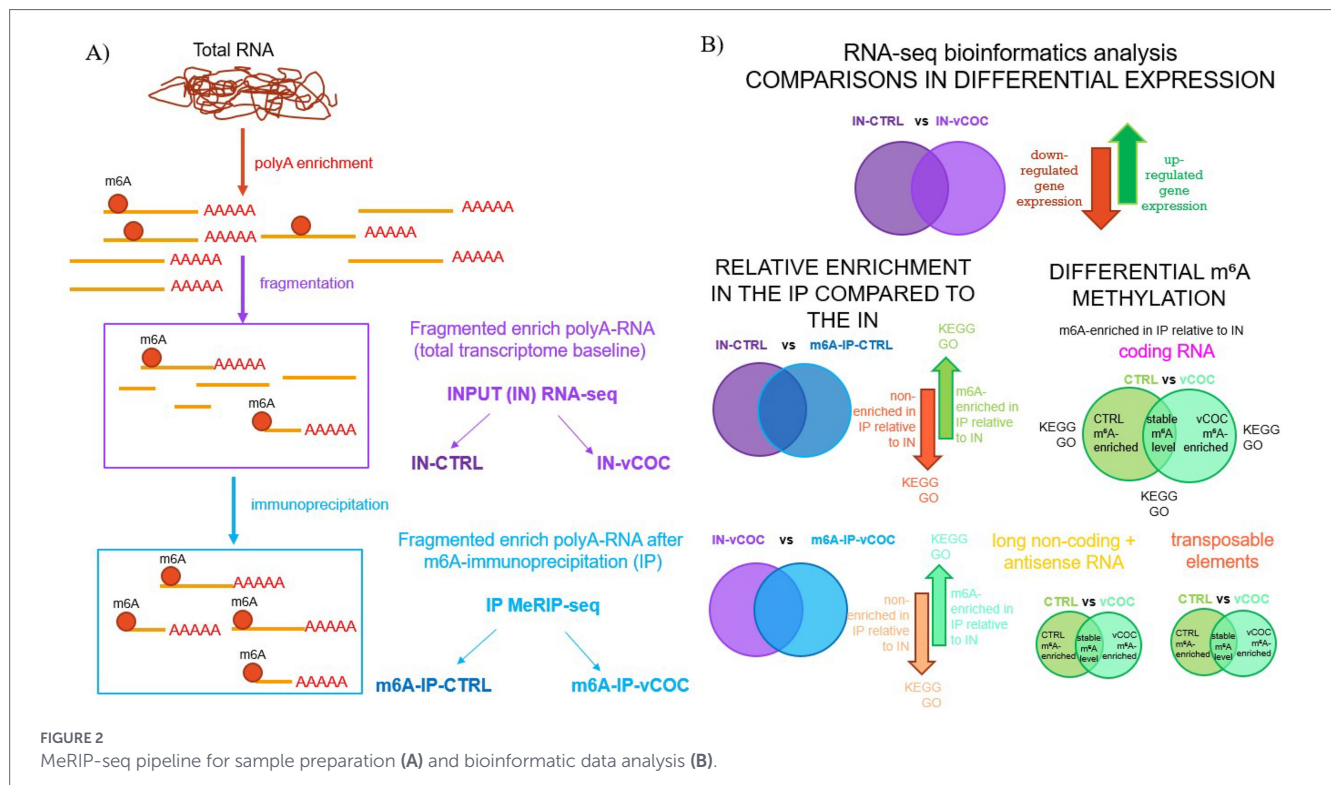 A)
Total RNA
polyA enrichment
m6A
AAAAA
AAAAA
AAAAA
AAAAA
AAAAA
AAAAA
AAAAA
fragmentation
m6A
AAAAA
m6A
AAAAA
Fragmented enrich polyA-RNA
(total transcriptome baseline)
INPUT (IN) RNA-seq
IN-CTRL
IN-vCOC
immunoprecipitation
m6A
AAAAA
m6A
AAAAA
m6A
AAAAA
m6A
AAAAA
Fragmented enrich polyA-RNA after
m6A-immunoprecipitation (IP)
IP MeRIP-seq
m6A-IP-CTRL
m6A-IP-vCOC
B)
RNA-seq bioinformatics analysis
COMPARISONS IN DIFFERENTIAL EXPRESSION
IN-CTRL vs IN-vCOC
down-
regulated
gene
expression
up-
regulated
gene
expression
RELATIVE ENRICHMENT
IN THE IP COMPARED TO
THE IN
IN-CTRL vs m6A-IP-CTRL
KEGG
GO
non-
enriched in
IP relative
to IN
m6A-
enriched in
IP relative
to IN
KEGG
GO
IN-vCOC vs m6A-IP-vCOC
KEGG
GO
non-
enriched in
IP relative
to IN
m6A-
enriched in
IP relative
to IN
KEGG
GO
DIFFERENTIAL m⁶A
METHYLATION
m6A-enriched in IP relative to IN
coding RNA
CTRL vs vCOC
KEGG
GO
CTRL
m⁶A-
enriched
stable
m⁶A
level
vCOC
m⁶A-
enriched
KEGG
GO
KEGG
GO
long non-coding +
antisense RNA
CTRL vs vCOC
CTRL
m⁶A-
enriched
stable
m⁶A
level
vCOC
m⁶A-
enriched
transposable
elements
CTRL vs vCOC
CTRL
m⁶A-
enriched
stable
m⁶A
level
vCOC
m⁶A-
enriched
FIGURE 2
MeRIP-seq pipeline for sample preparation (A) and bioinformatic data analysis (B).